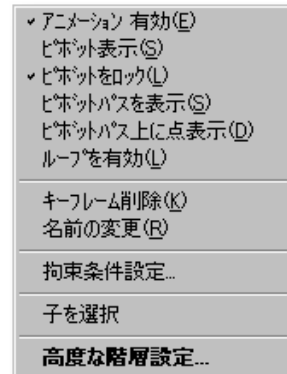 ✓ アニメーション 有効(E)
ピボット表示(S)
✓ ピボットをロック(L)
ピボットパスを表示(S)
ピボットパス上に点表示(D)
ループを有効(L)
キーフレーム削除(K)
名前の変更(R)
拘束条件設定...
子を選択
高度な階層設定...